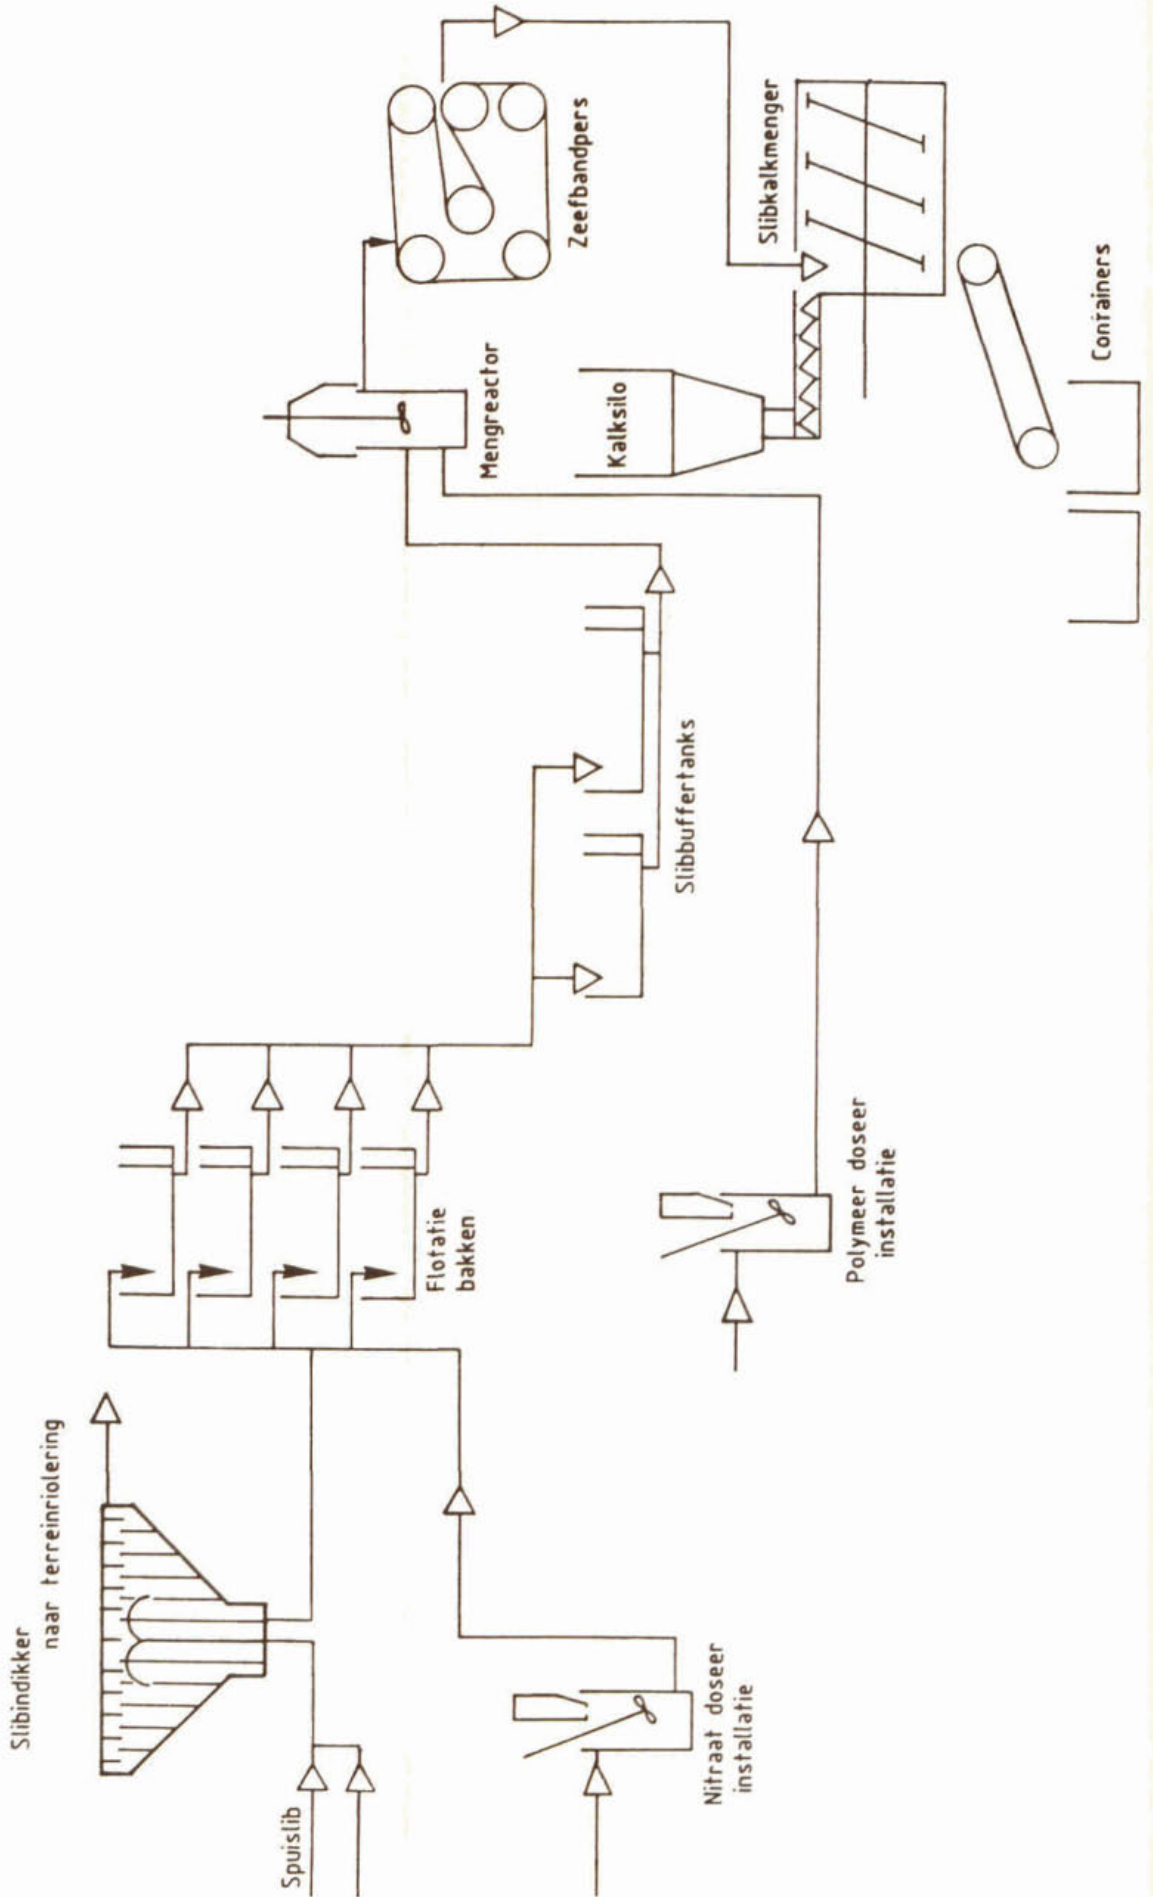 Slibindikker
naar terreinriolering
Spuislib
Nitraat doseer
installatie
Flotatie
bakken
Polymeer doseer
installatie
Slibbuffertanks
Mengreactor
Kalksilo
Zeefbandpers
Slibkalkmenger
Containers